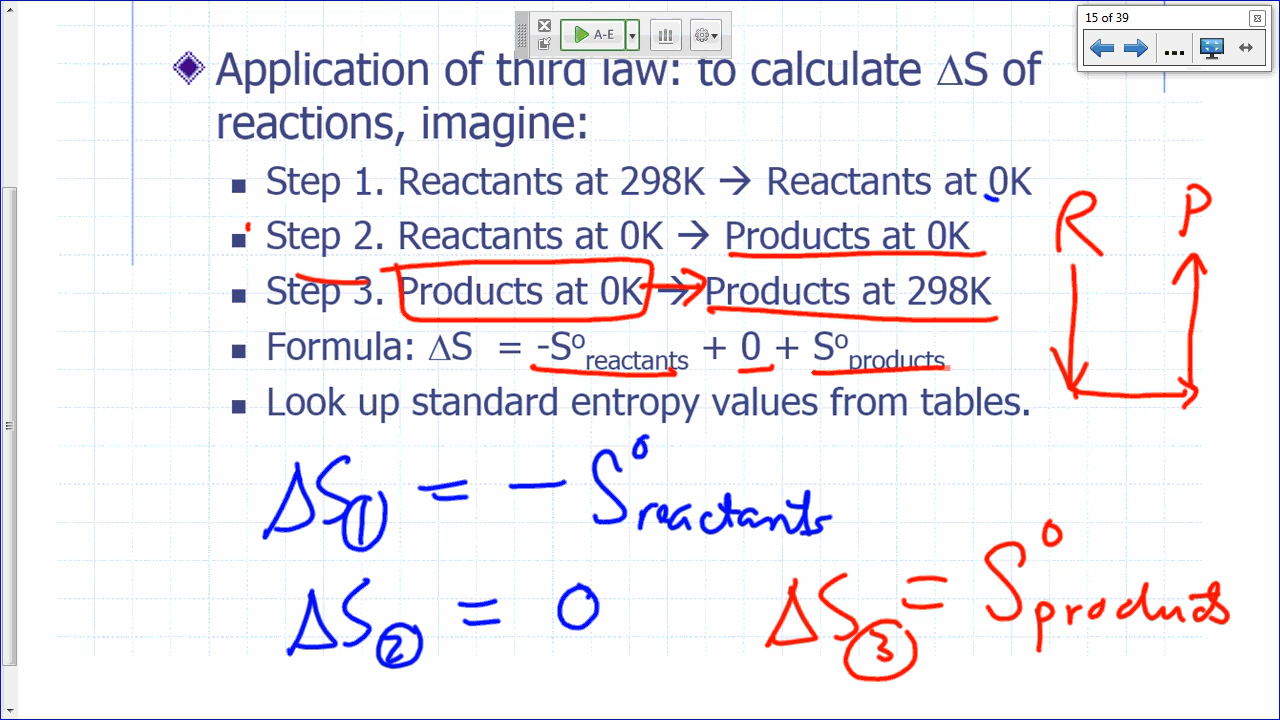 15 of 39
A-E
Application of third law: to calculate ΔS of
reactions, imagine:
Step 1. Reactants at 298K → Reactants at 0K
Step 2. Reactants at 0K → Products at 0K
Step 3. Products at 0K → Products at 298K
Formula: ΔS = -S°reactants + 0 + S°products
Look up standard entropy values from tables.
R P
ΔS① = - S°reactants
ΔS② = 0
ΔS③ = S°products